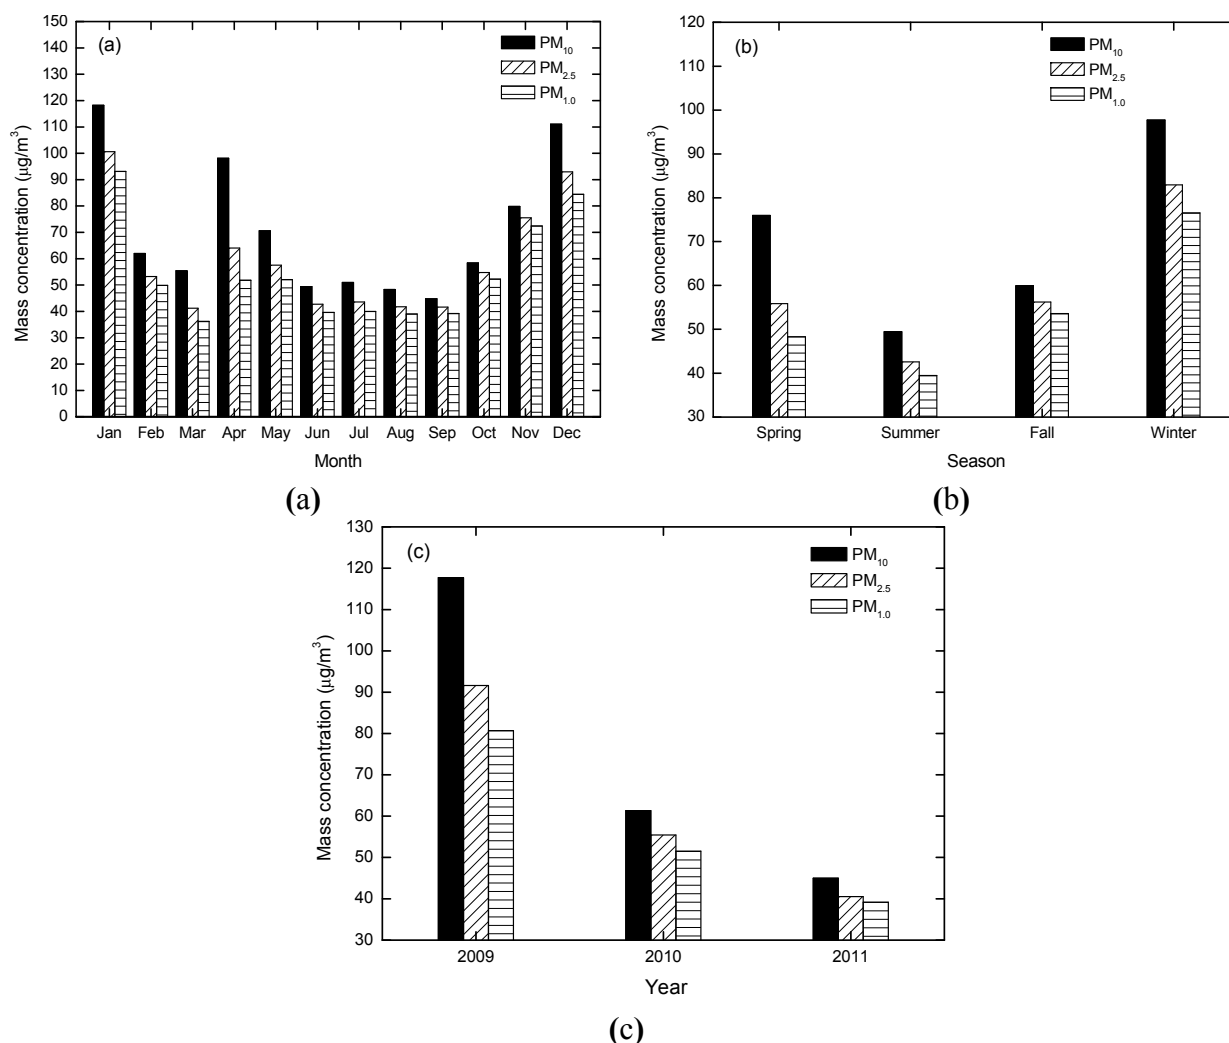 (a)
PM10
PM2.5
PM1.0
150
140
130
120
110
100
90
80
70
60
50
40
30
20
10
0
Mass concentration (μg/m3)
Jan Feb Mar Apr May Jun Jul Aug Sep Oct Nov Dec
Month
(a)
(b)
PM10
PM2.5
PM1.0
120
110
100
90
80
70
60
50
40
30
Mass concentration (μg/m3)
Spring Summer Fall Winter
Season
(b)
(c)
PM10
PM2.5
PM1.0
130
120
110
100
90
80
70
60
50
40
30
Mass concentration (μg/m3)
2009 2010 2011
Year
(c)